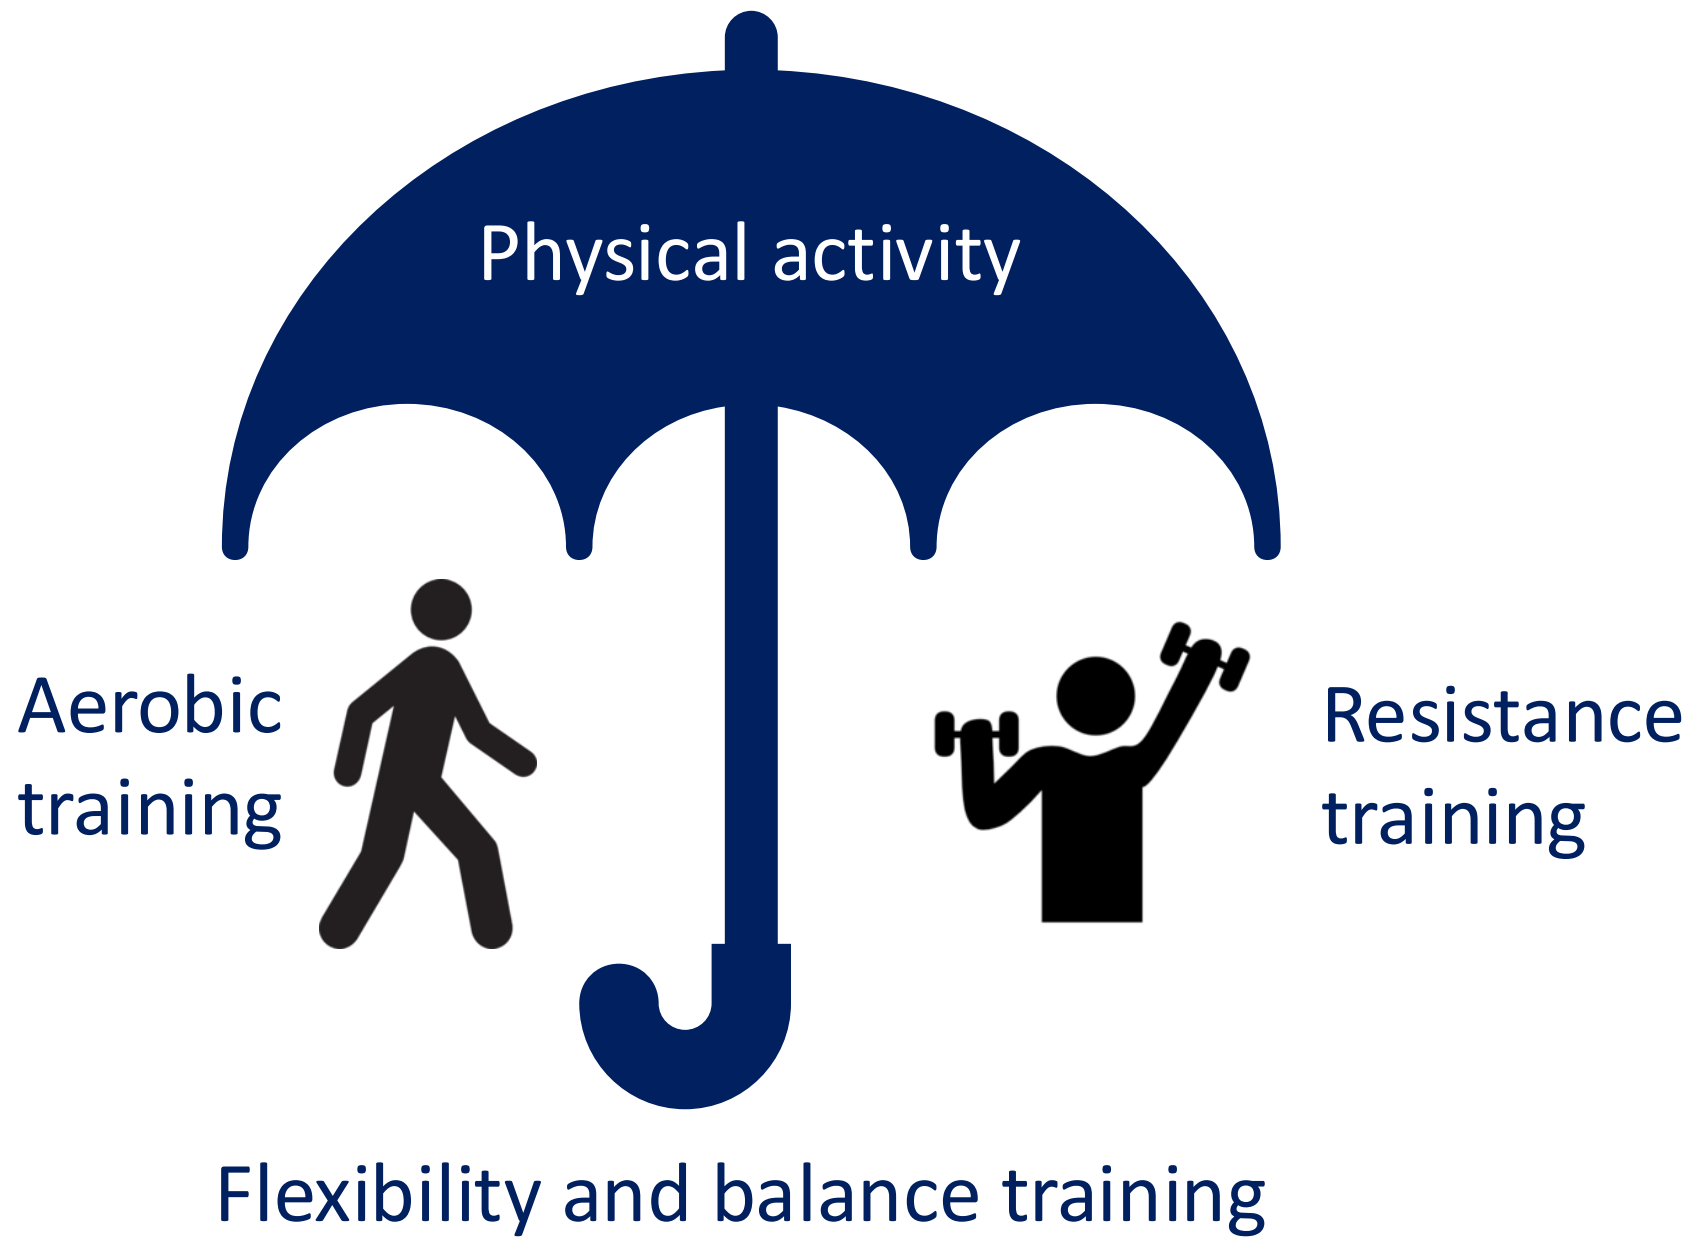 Physical activity
Aerobic
training
Resistance
training
Flexibility and balance training